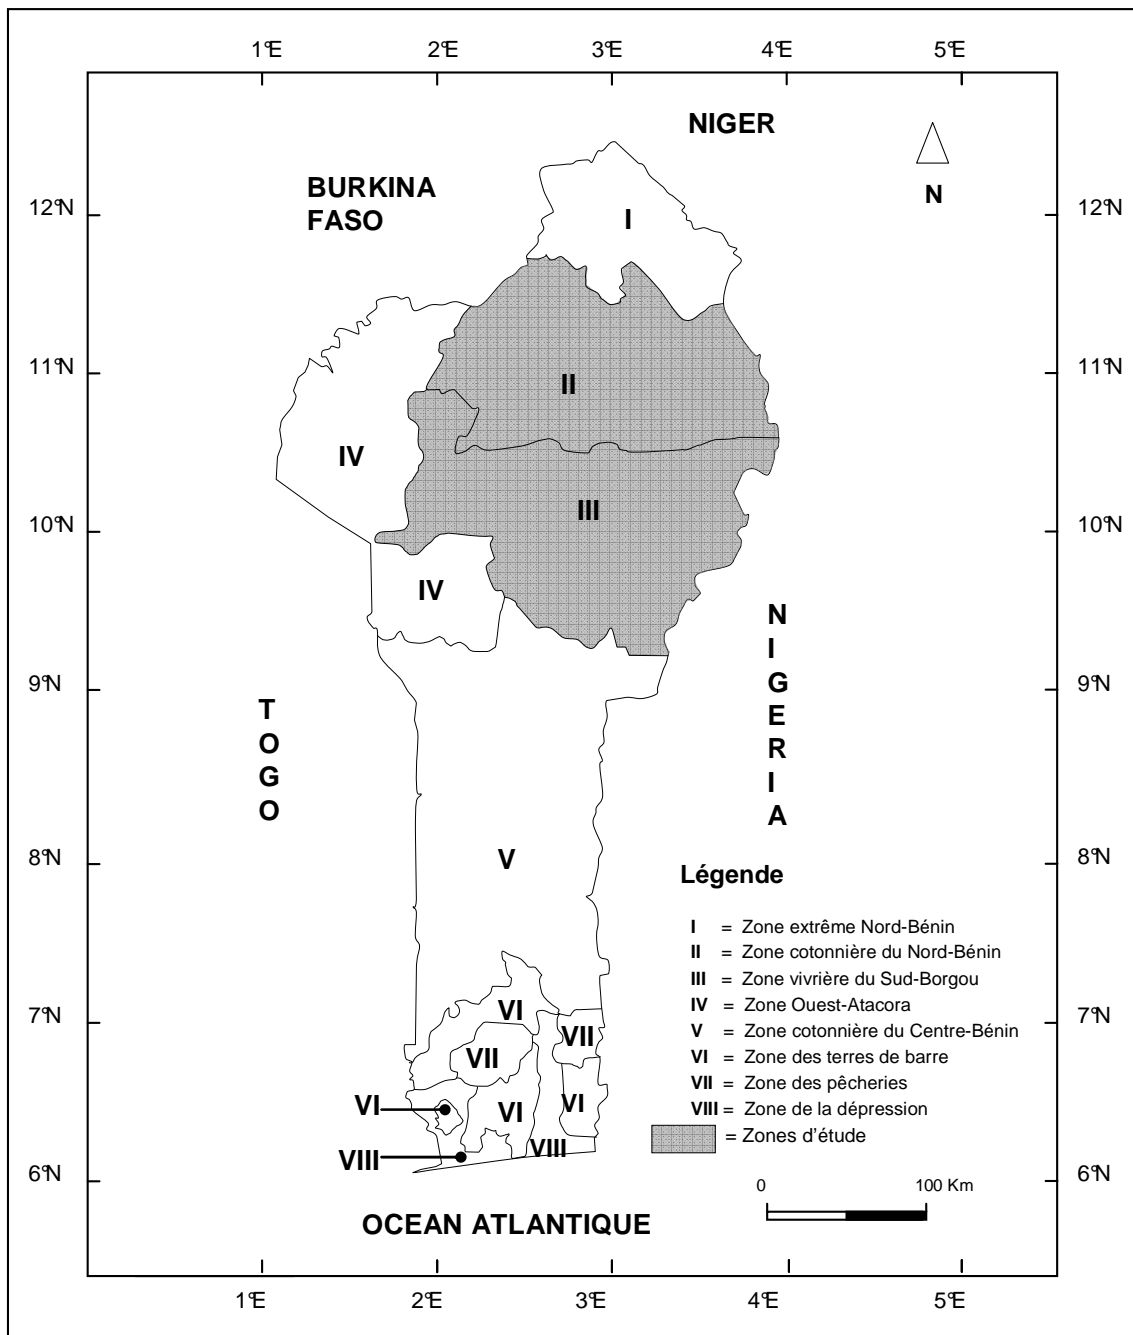 1°E 2°E 3°E 4°E 5°E
NIGER
N
BURKINA
FASO
12°N 12°N
I
11°N 11°N
II
IV
III
10°N 10°N
IV
NIGERIA
9°N 9°N
TOGO
8°N 8°N
V
Légende
I = Zone extrême Nord-Bénin
II = Zone cotonnière du Nord-Bénin
III = Zone vivrière du Sud-Borgou
IV = Zone Ouest-Atacora
V = Zone cotonnière du Centre-Bénin
VI = Zone des terres de barre
VII = Zone des pêcheries
VIII = Zone de la dépression
= Zones d'étude
7°N 7°N
VI
VII
VII
VI
VI
VI
VIII
VIII
6°N 6°N
0 100 Km
OCEAN ATLANTIQUE
1°E 2°E 3°E 4°E 5°E